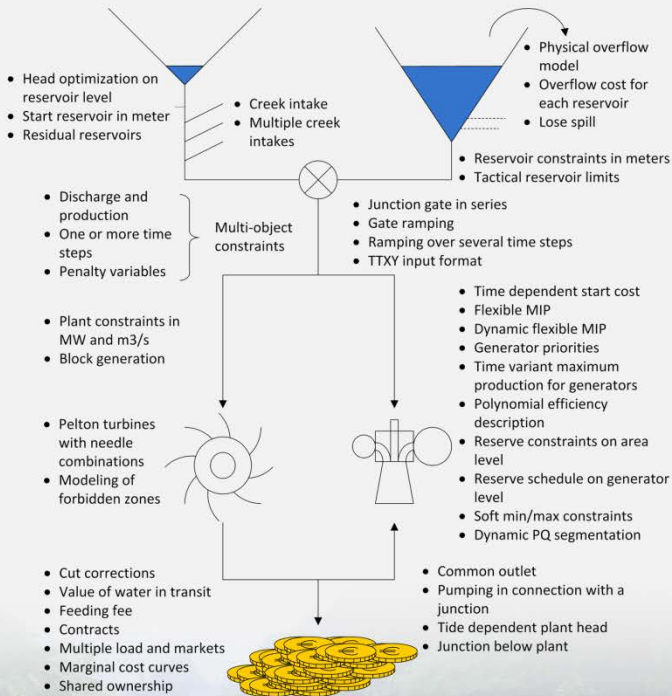 • Head optimization on
reservoir level
• Start reservoir in meter
• Residual reservoirs
• Creek intake
• Multiple creek
intakes
• Physical overflow
model
• Overflow cost for
each reservoir
• Lose spill
• Reservoir constraints in meters
• Tactical reservoir limits
• Discharge and
production
• One or more time
steps
• Penalty variables
Multi-object
constraints
• Junction gate in series
• Gate ramping
• Ramping over several time steps
• TTXY input format
• Plant constraints in
MW and m3/s
• Block generation
• Time dependent start cost
• Flexible MIP
• Dynamic flexible MIP
• Generator priorities
• Time variant maximum
production for generators
• Polynomial efficiency
description
• Reserve constraints on area
level
• Reserve schedule on generator
level
• Soft min/max constraints
• Dynamic PQ segmentation
• Pelton turbines
with needle
combinations
• Modeling of
forbidden zones
• Cut corrections
• Value of water in transit
• Feeding fee
• Contracts
• Multiple load and markets
• Marginal cost curves
• Shared ownership
• Common outlet
• Pumping in connection with a
junction
• Tide dependent plant head
• Junction below plant